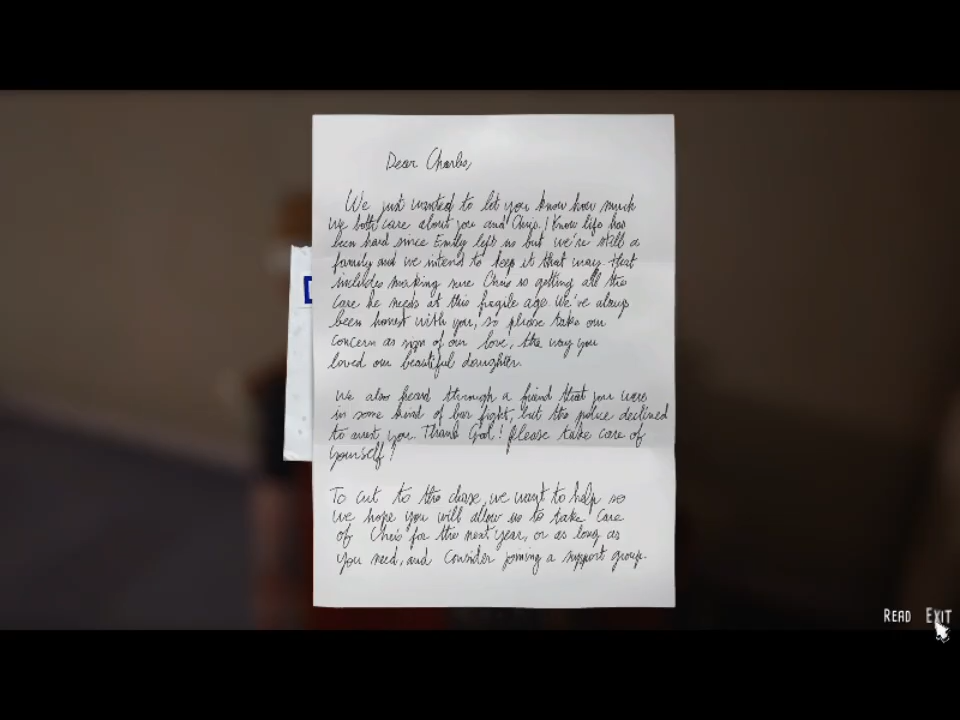 Dear Charles,
We just wanted to let you know how much
we both care about you and Chris. I know life has
been hard since Emily left us but we're still a
family and we intend to keep it that way. That
includes making sure Chris is getting all the
care he needs at this fragile age. We've always
been honest with you, so please take our
concern as sign of our love, the way you
loved our beautiful daughter.
We also heard through a friend that you were
in some kind of bar fight, but the police declined
to arrest you. Thank God! Please take care of
yourself!
To cut to the chase, we want to help so
we hope you will allow us to take care
of Chris for the next year, or as long as
you need, and consider joining a support group.
READ EXIT